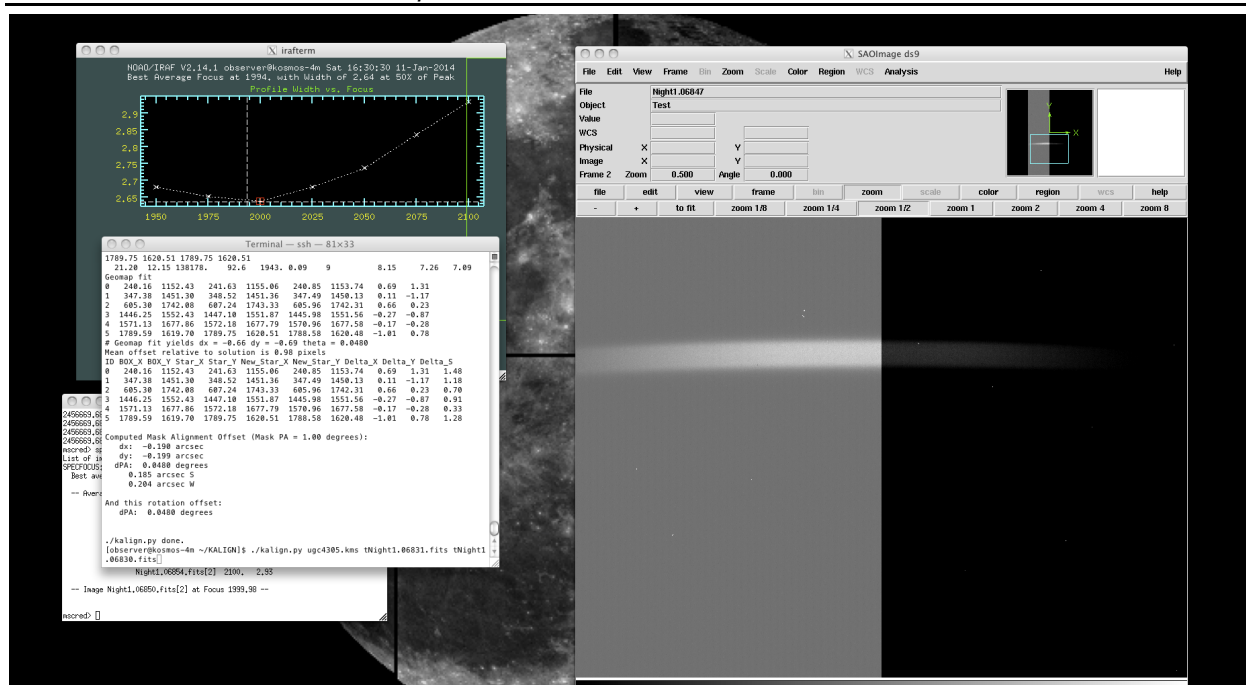 irafterm
NOAO/IRAF V2.14.1 observer@kosmos-4m Sat 16:30:30 11-Jan-2014
Best Average Focus at 1994, with Width of 2.64 at 50% of Peak
Profile Width vs. Focus
2.9
2.85
2.8
2.75
2.7
2.65
1950 1975 2000 2025 2050 2075 2100
Terminal — ssh — 81×33
1789.75 1620.51 1789.75 1620.51
21.20 12.15 138178. 92.6 1943. 0.09 9 8.15 7.26 7.09
Geomap fit
0 240.16 1152.43 241.63 1155.06 240.85 1153.74 0.69 1.31
1 347.38 1451.30 348.52 1451.36 347.49 1450.13 0.11 -1.17
2 605.30 1742.08 607.24 1743.33 605.96 1742.31 0.66 0.23
3 1446.25 1552.43 1447.10 1551.87 1445.98 1551.56 -0.27 -0.87
4 1571.13 1677.86 1572.18 1677.79 1570.96 1677.58 -0.17 -0.28
5 1789.59 1619.70 1789.75 1620.51 1788.58 1620.48 -1.01 0.78
# Geomap fit yields dx = -0.66 dy = -0.69 theta = 0.0480
Mean offset relative to solution is 0.98 pixels
ID BOX_X BOX_Y Star_X Star_Y New_Star_X New_Star_Y Delta_X Delta_Y Delta_S
0 240.16 1152.43 241.63 1155.06 240.85 1153.74 0.69 1.31 1.48
1 347.38 1451.30 348.52 1451.36 347.49 1450.13 0.11 -1.17 1.18
2 605.30 1742.08 607.24 1743.33 605.96 1742.31 0.66 0.23 0.70
3 1446.25 1552.43 1447.10 1551.87 1445.98 1551.56 -0.27 -0.87 0.91
4 1571.13 1677.86 1572.18 1677.79 1570.96 1677.58 -0.17 -0.28 0.33
5 1789.59 1619.70 1789.75 1620.51 1788.58 1620.48 -1.01 0.78 1.28
Computed Mask Alignment Offset (Mask PA = 1.00 degrees):
dx: -0.190 arcsec
dy: -0.199 arcsec
dPA: 0.0480 degrees
0.185 arcsec S
0.204 arcsec W
And this rotation offset:
dPA: 0.0480 degrees
./kalign.py done.
[observer@kosmos-4m ~/KALIGN]$ ./kalign.py ugc4305.kms tNight1.06831.fits tNight1
.06830.fits
2456669.68
2456669.68
2456669.68
2456669.68
mscred> sp
List of im
SPECFOCUS:
Best ave
-- Avera
Night1.06854.fits[2] 2100. 2.93
-- Image Night1.06850.fits[2] at Focus 1999.98 --
mscred>
SAOImage ds9
File Edit View Frame Bin Zoom Scale Color Region WCS Analysis Help
File Night1.06847
Object Test
Value
WCS
Physical X Y
Image X Y
Frame 2 Zoom 0.500 Angle 0.000
Y
X
file edit view frame bin zoom scale color region wcs help
- + to fit zoom 1/8 zoom 1/4 zoom 1/2 zoom 1 zoom 2 zoom 4 zoom 8